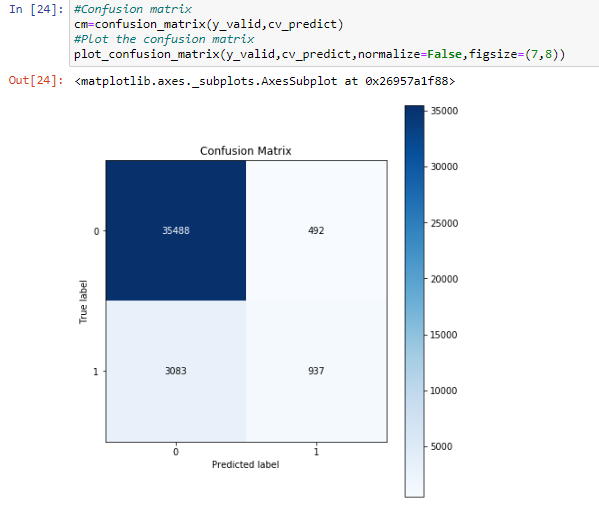 In [24]: #Confusion matrix
cm=confusion_matrix(y_valid,cv_predict)
#Plot the confusion matrix
plot_confusion_matrix(y_valid,cv_predict,normalize=False,figsize=(7,8))
Out[24]: <matplotlib.axes._subplots.AxesSubplot at 0x26957a1f88>
Confusion Matrix
35000
30000
25000
20000
15000
10000
5000
True label
0 35488 492
1 3083 937
0 1
Predicted label